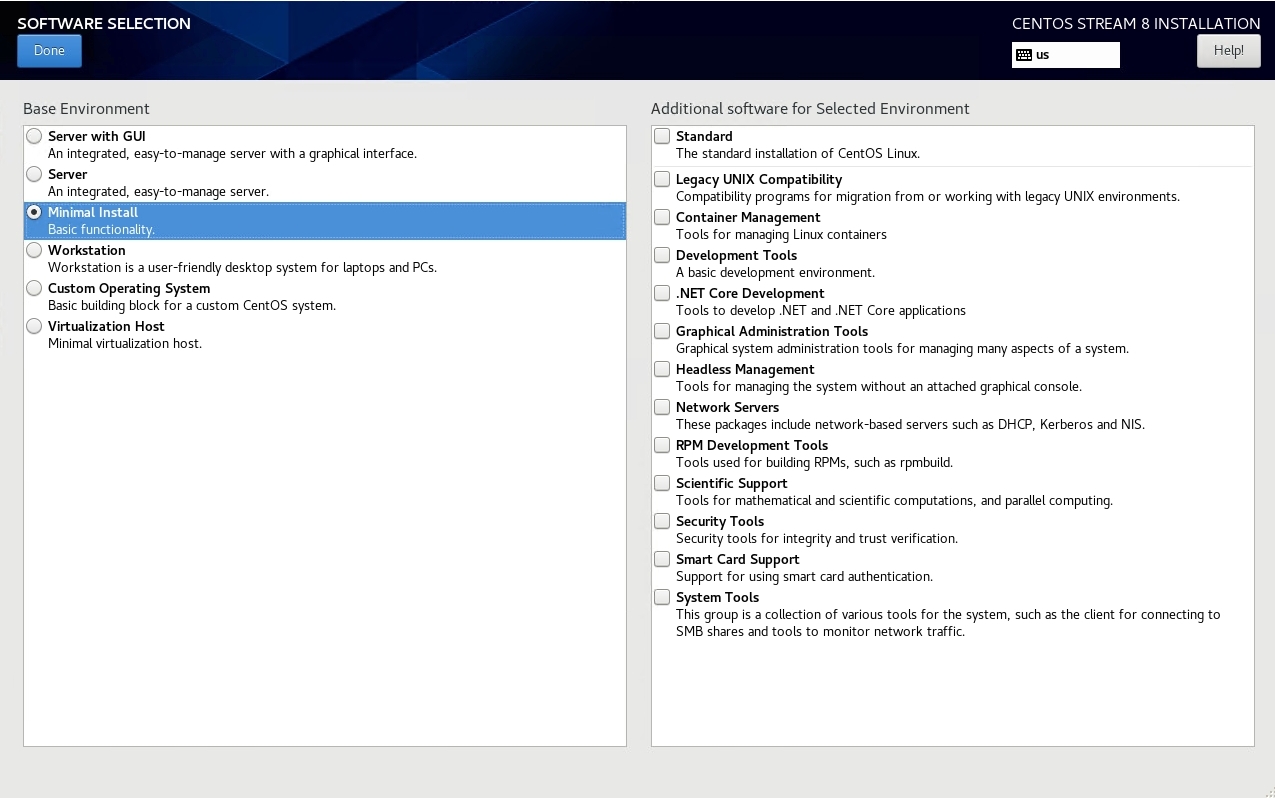 SOFTWARE SELECTION
CENTOS STREAM 8 INSTALLATION
Done
us
Help!
Base Environment
Server with GUI
An integrated, easy-to-manage server with a graphical interface.
Server
An integrated, easy-to-manage server.
Minimal Install
Basic functionality.
Workstation
Workstation is a user-friendly desktop system for laptops and PCs.
Custom Operating System
Basic building block for a custom CentOS system.
Virtualization Host
Minimal virtualization host.
Additional software for Selected Environment
Standard
The standard installation of CentOS Linux.
Legacy UNIX Compatibility
Compatibility programs for migration from or working with legacy UNIX environments.
Container Management
Tools for managing Linux containers
Development Tools
A basic development environment.
.NET Core Development
Tools to develop .NET and .NET Core applications
Graphical Administration Tools
Graphical system administration tools for managing many aspects of a system.
Headless Management
Tools for managing the system without an attached graphical console.
Network Servers
These packages include network-based servers such as DHCP, Kerberos and NIS.
RPM Development Tools
Tools used for building RPMs, such as rpmbuild.
Scientific Support
Tools for mathematical and scientific computations, and parallel computing.
Security Tools
Security tools for integrity and trust verification.
Smart Card Support
Support for using smart card authentication.
System Tools
This group is a collection of various tools for the system, such as the client for connecting to
SMB shares and tools to monitor network traffic.